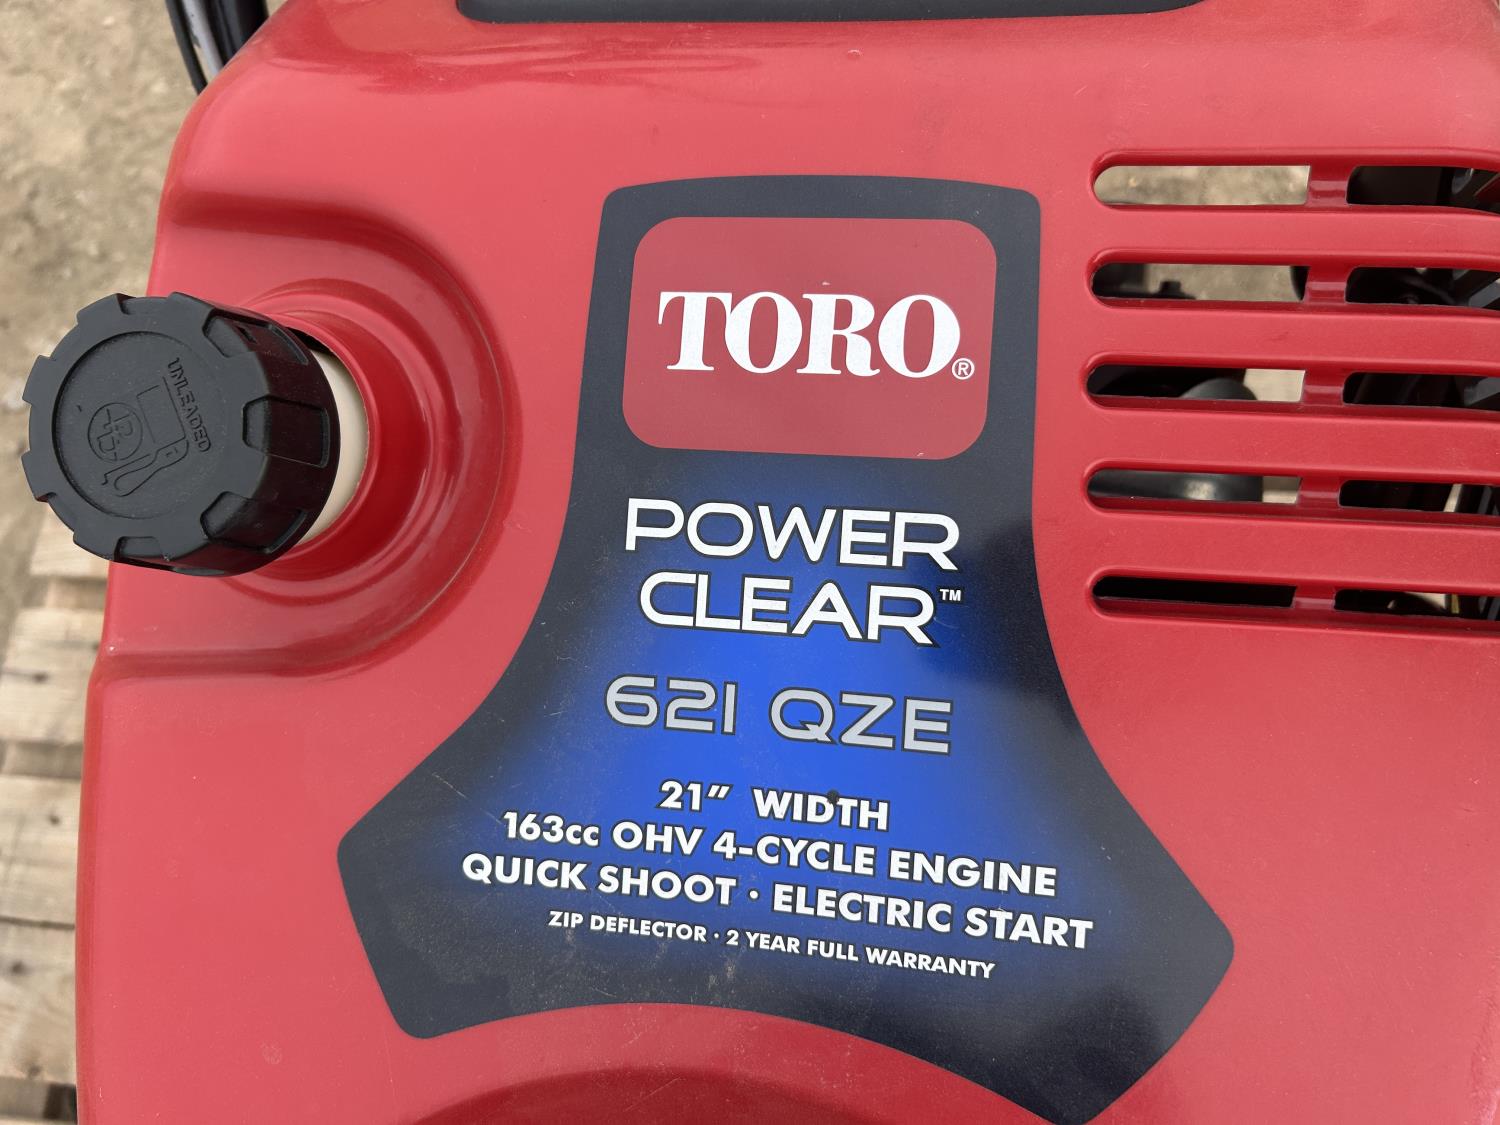 TORO®
POWER
CLEAR™
621 QZE
21" WIDTH
163cc OHV 4-CYCLE ENGINE
QUICK SHOOT · ELECTRIC START
ZIP DEFLECTOR · 2 YEAR FULL WARRANTY
UNLEADED